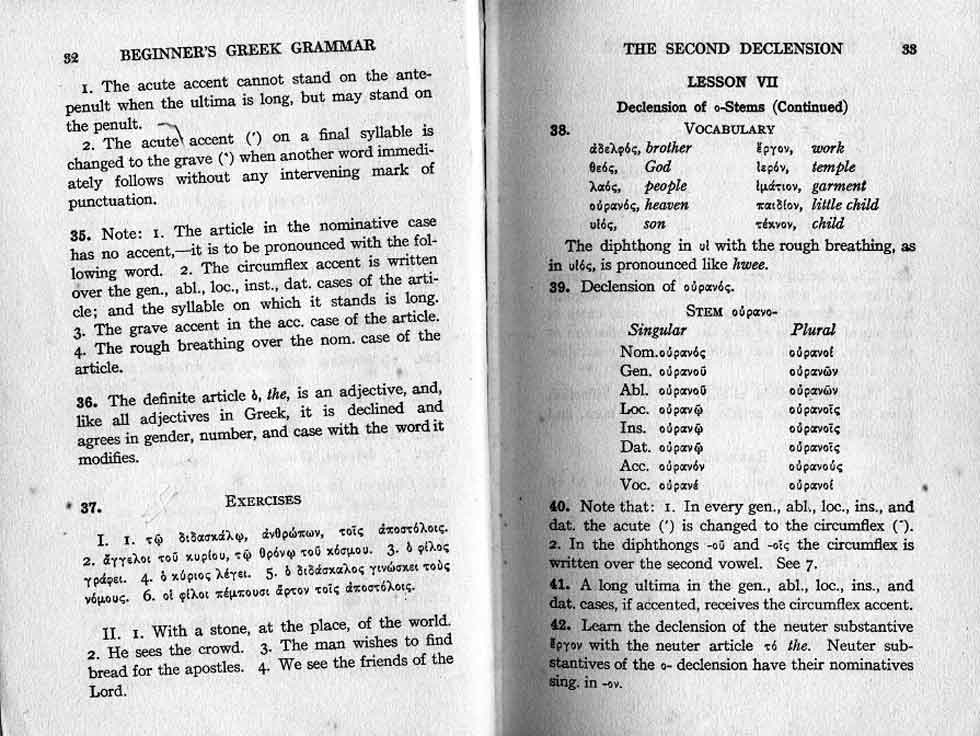 32 BEGINNER'S GREEK GRAMMAR
1. The acute accent cannot stand on the ante-
penult when the ultima is long, but may stand on
the penult.
2. The acute accent (´) on a final syllable is
changed to the grave (`) when another word immedi-
ately follows without any intervening mark of
punctuation.
35. Note: 1. The article in the nominative case
has no accent,—it is to be pronounced with the fol-
lowing word. 2. The circumflex accent is written
over the gen., abl., loc., inst., dat. cases of the arti-
cle; and the syllable on which it stands is long.
3. The grave accent in the acc. case of the article.
4. The rough breathing over the nom. case of the
article.
36. The definite article ὁ, the, is an adjective, and,
like all adjectives in Greek, it is declined and
agrees in gender, number, and case with the word it
modifies.
37. EXERCISES
I. 1. τῷ διδασκάλῳ, ἀνθρώπων, τοῖς ἀποστόλοις.
2. ἄγγελοι τοῦ κυρίου, τῷ θρόνῳ τοῦ κόσμου. 3. ὁ φίλος
γράφει. 4. ὁ κύριος λέγει. 5. ὁ διδάσκαλος γινώσκει τοὺς
νόμους. 6. οἱ φίλοι πέμπουσι ἄρτον τοῖς ἀποστόλοις.
II. 1. With a stone, at the place, of the world.
2. He sees the crowd. 3. The man wishes to find
bread for the apostles. 4. We see the friends of the
Lord.
THE SECOND DECLENSION 33
LESSON VII
Declension of ο-Stems (Continued)
38. VOCABULARY
ἀδελφός, brother ἔργον, work
θεός, God ἱερόν, temple
λαός, people ἱμάτιον, garment
οὐρανός, heaven παιδίον, little child
υἱός, son τέκνον, child
The diphthong in υἱ with the rough breathing, as
in υἱός, is pronounced like hwee.
39. Declension of οὐρανός.
STEM οὐρανο-
Singular Plural
Nom. οὐρανός οὐρανοί
Gen. οὐρανοῦ οὐρανῶν
Abl. οὐρανοῦ οὐρανῶν
Loc. οὐρανῷ οὐρανοῖς
Ins. οὐρανῷ οὐρανοῖς
Dat. οὐρανῷ οὐρανοῖς
Acc. οὐρανόν οὐρανούς
Voc. οὐρανέ οὐρανοί
40. Note that: 1. In every gen., abl., loc., ins., and
dat. the acute (´) is changed to the circumflex (῀).
2. In the diphthongs -οῦ and -οῖς the circumflex is
written over the second vowel. See 7.
41. A long ultima in the gen., abl., loc., ins., and
dat. cases, if accented, receives the circumflex accent.
42. Learn the declension of the neuter substantive
ἔργον with the neuter article τό the. Neuter sub-
stantives of the ο- declension have their nominatives
sing. in -ον.